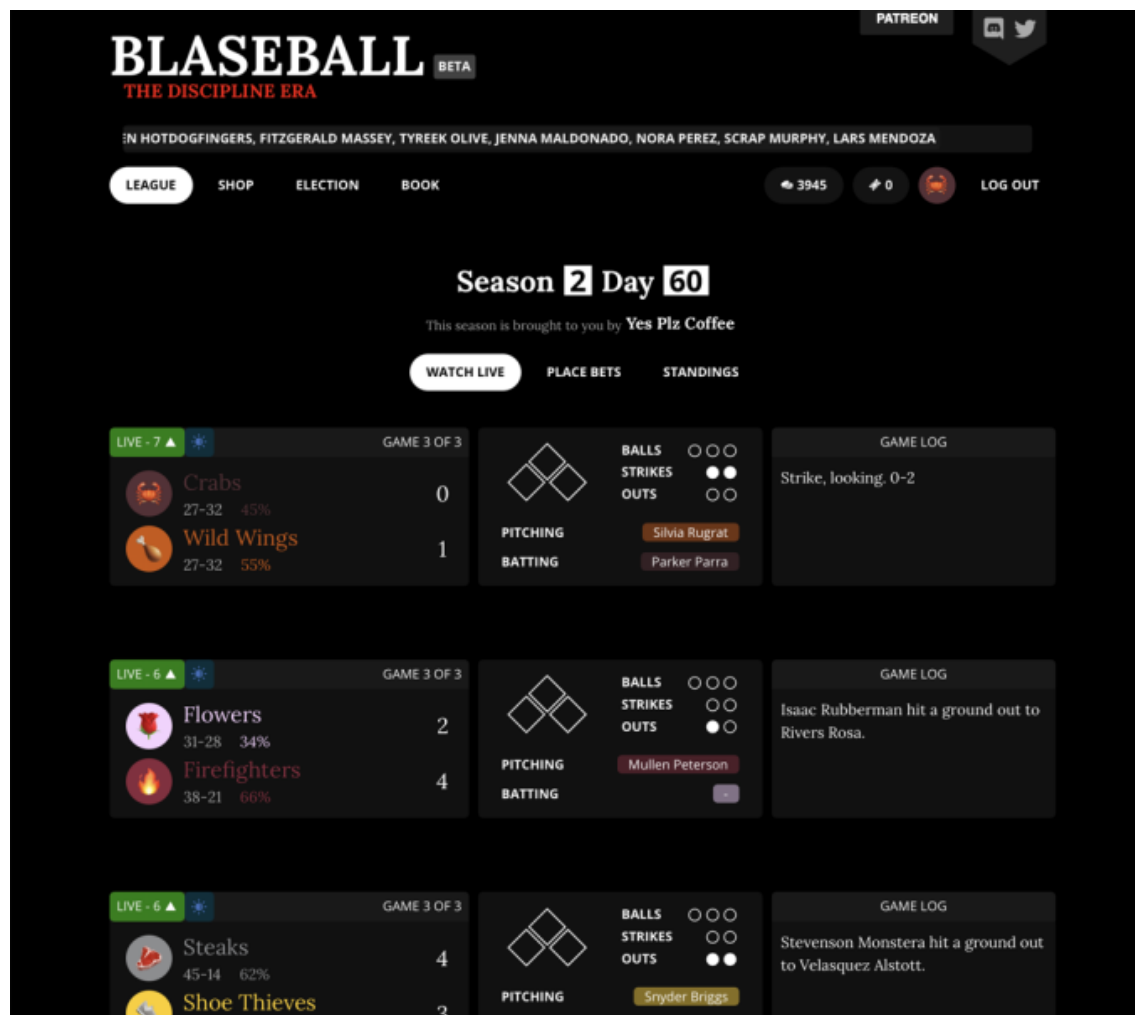 PATREON
BLASEBALL BETA
THE DISCIPLINE ERA
EN HOTDOGFINGERS, FITZGERALD MASSEY, TYREEK OLIVE, JENNA MALDONADO, NORA PEREZ, SCRAP MURPHY, LARS MENDOZA
LEAGUE SHOP ELECTION BOOK 3945 0 LOG OUT
Season 2 Day 60
This season is brought to you by Yes Plz Coffee
WATCH LIVE PLACE BETS STANDINGS
LIVE - 7 ▲ GAME 3 OF 3
Crabs 0
27-32 45%
Wild Wings 1
27-32 55%
BALLS
STRIKES
OUTS
PITCHING Silvia Rugrat
BATTING Parker Parra
GAME LOG
Strike, looking. 0-2
LIVE - 6 ▲ GAME 3 OF 3
Flowers 2
31-28 34%
Firefighters 4
38-21 66%
BALLS
STRIKES
OUTS
PITCHING Mullen Peterson
BATTING -
GAME LOG
Isaac Rubberman hit a ground out to
Rivers Rosa.
LIVE - 6 ▲ GAME 3 OF 3
Steaks 4
45-14 62%
Shoe Thieves 3
BALLS
STRIKES
OUTS
PITCHING Snyder Briggs
GAME LOG
Stevenson Monstera hit a ground out
to Velasquez Alstott.